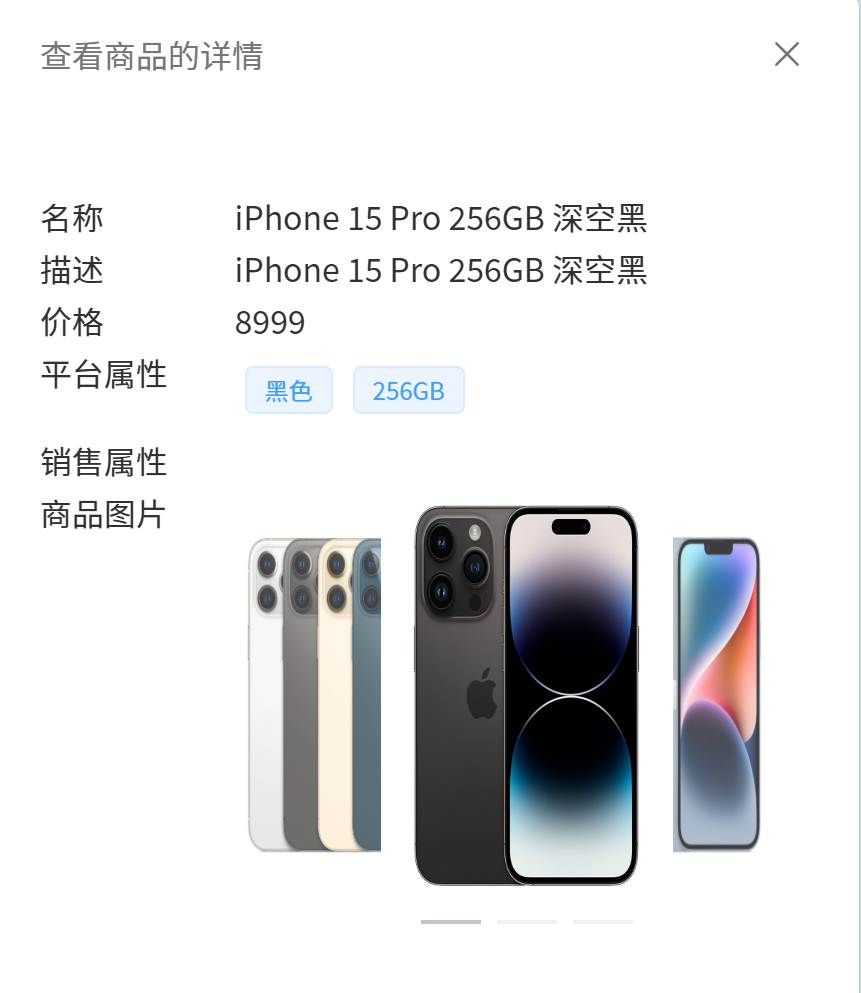 查看商品的详情
名称 iPhone 15 Pro 256GB 深空黑
描述 iPhone 15 Pro 256GB 深空黑
价格 8999
平台属性 黑色 256GB
销售属性
商品图片